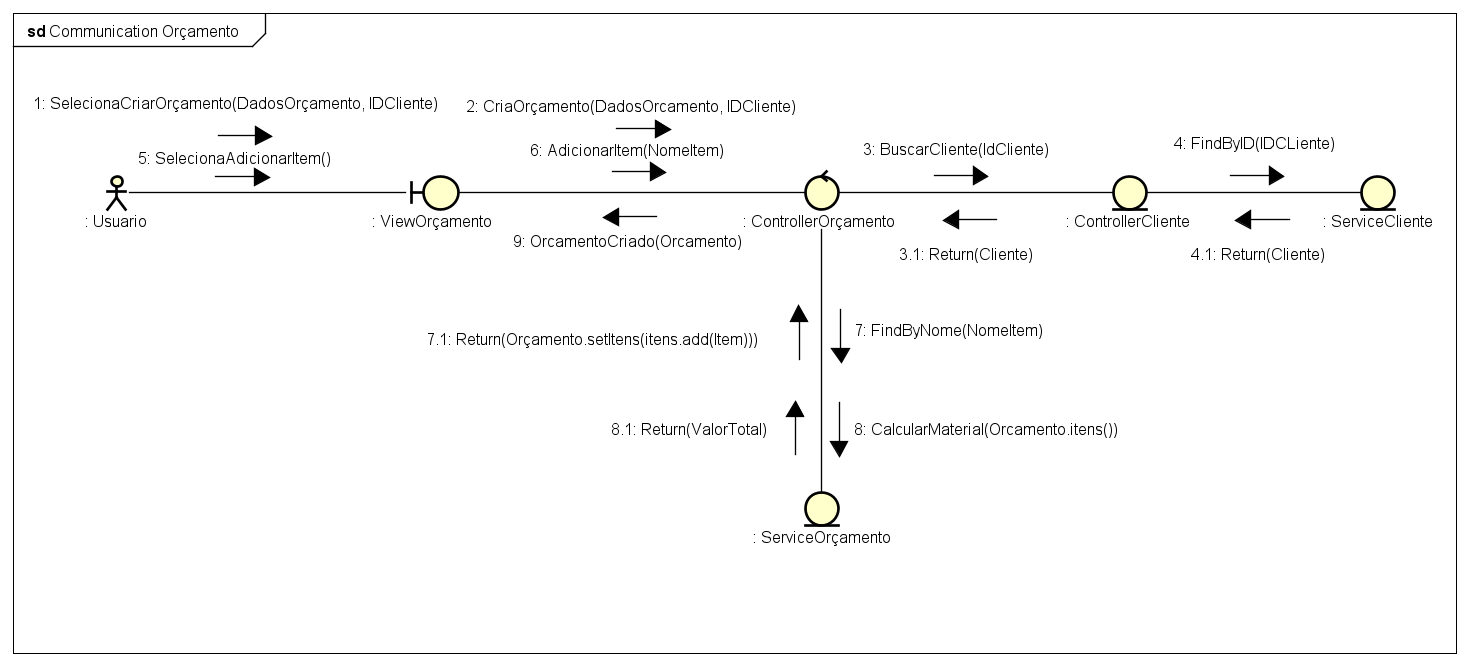 sd Communication Orçamento
1: SelecionaCriarOrçamento(DadosOrçamento, IDCliente)
2: CriaOrçamento(DadosOrcamento, IDCliente)
5: SelecionaAdicionarItem()
6: AdicionarItem(NomeItem)
3: BuscarCliente(IdCliente)
4: FindByID(IDCLiente)
: Usuario
: ViewOrçamento
: ControllerOrçamento
: ControllerCliente
: ServiceCliente
9: OrcamentoCriado(Orcamento)
3.1: Return(Cliente)
4.1: Return(Cliente)
7.1: Return(Orçamento.setItens(itens.add(Item)))
7: FindByNome(NomeItem)
8.1: Return(ValorTotal)
8: CalcularMaterial(Orcamento.itens())
: ServiceOrçamento